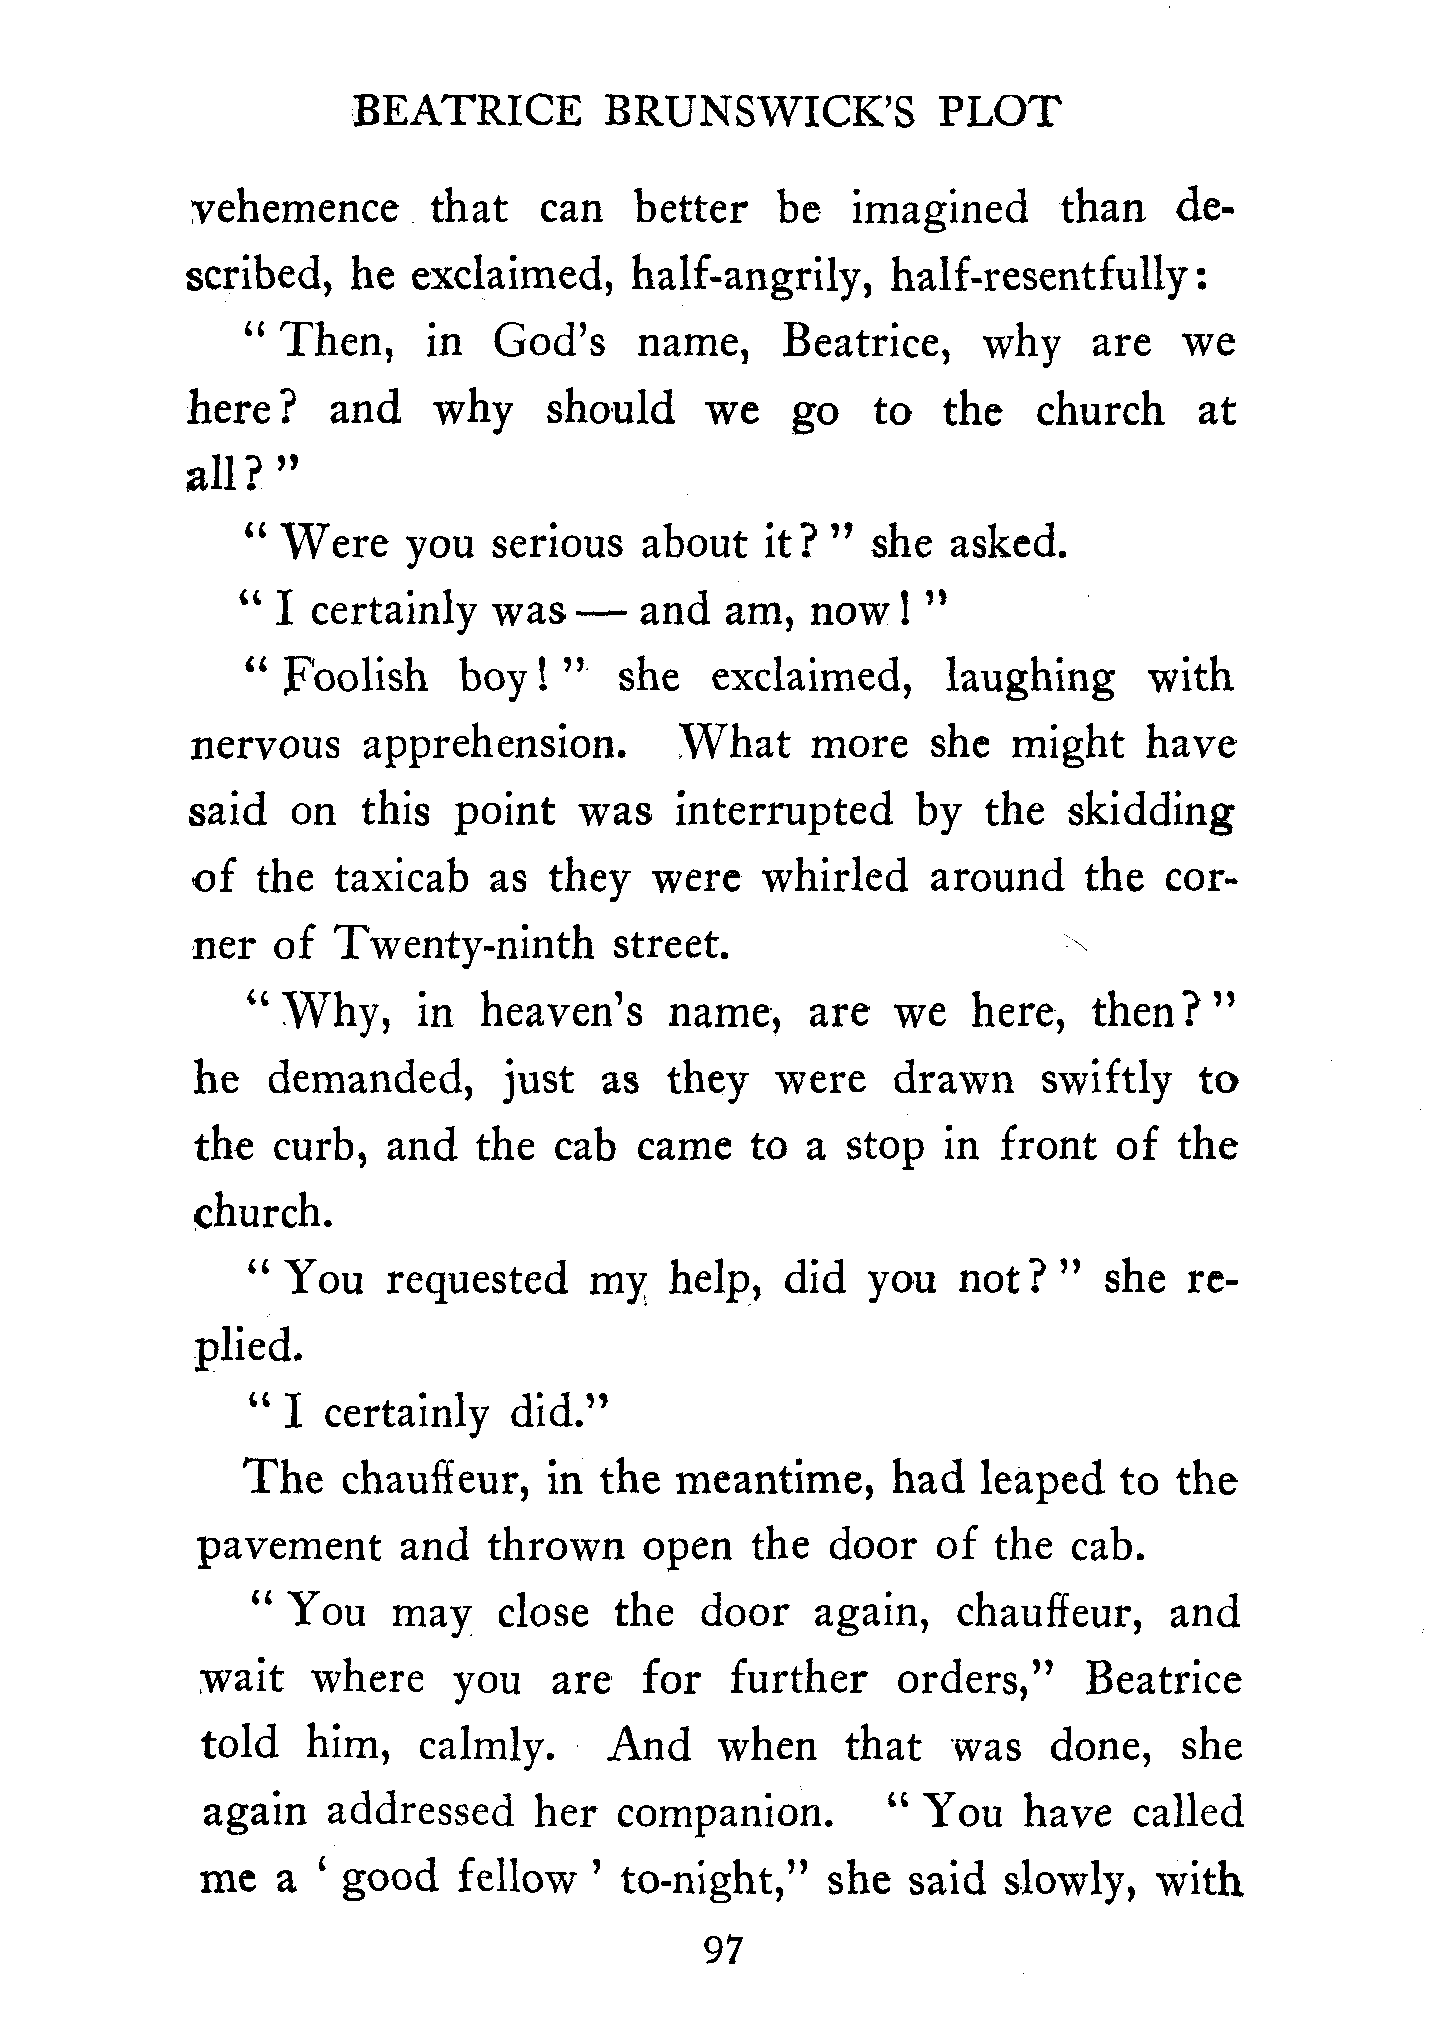 BEATRICE BRUNSWICK'S PLOT
vehemence that can better be imagined than de-
scribed, he exclaimed, half-angrily, half-resentfully:
“ Then, in God's name, Beatrice, why are we
here? and why should we go to the church at
all? ”
“ Were you serious about it? ” she asked.
“ I certainly was — and am, now! ”
“ Foolish boy! ” she exclaimed, laughing with
nervous apprehension. What more she might have
said on this point was interrupted by the skidding
of the taxicab as they were whirled around the cor-
ner of Twenty-ninth street.
“ Why, in heaven's name, are we here, then? ”
he demanded, just as they were drawn swiftly to
the curb, and the cab came to a stop in front of the
church.
“ You requested my help, did you not? ” she re-
plied.
“ I certainly did.”
The chauffeur, in the meantime, had leaped to the
pavement and thrown open the door of the cab.
“ You may close the door again, chauffeur, and
wait where you are for further orders,” Beatrice
told him, calmly. And when that was done, she
again addressed her companion. “ You have called
me a ‘ good fellow ’ to-night,” she said slowly, with
97